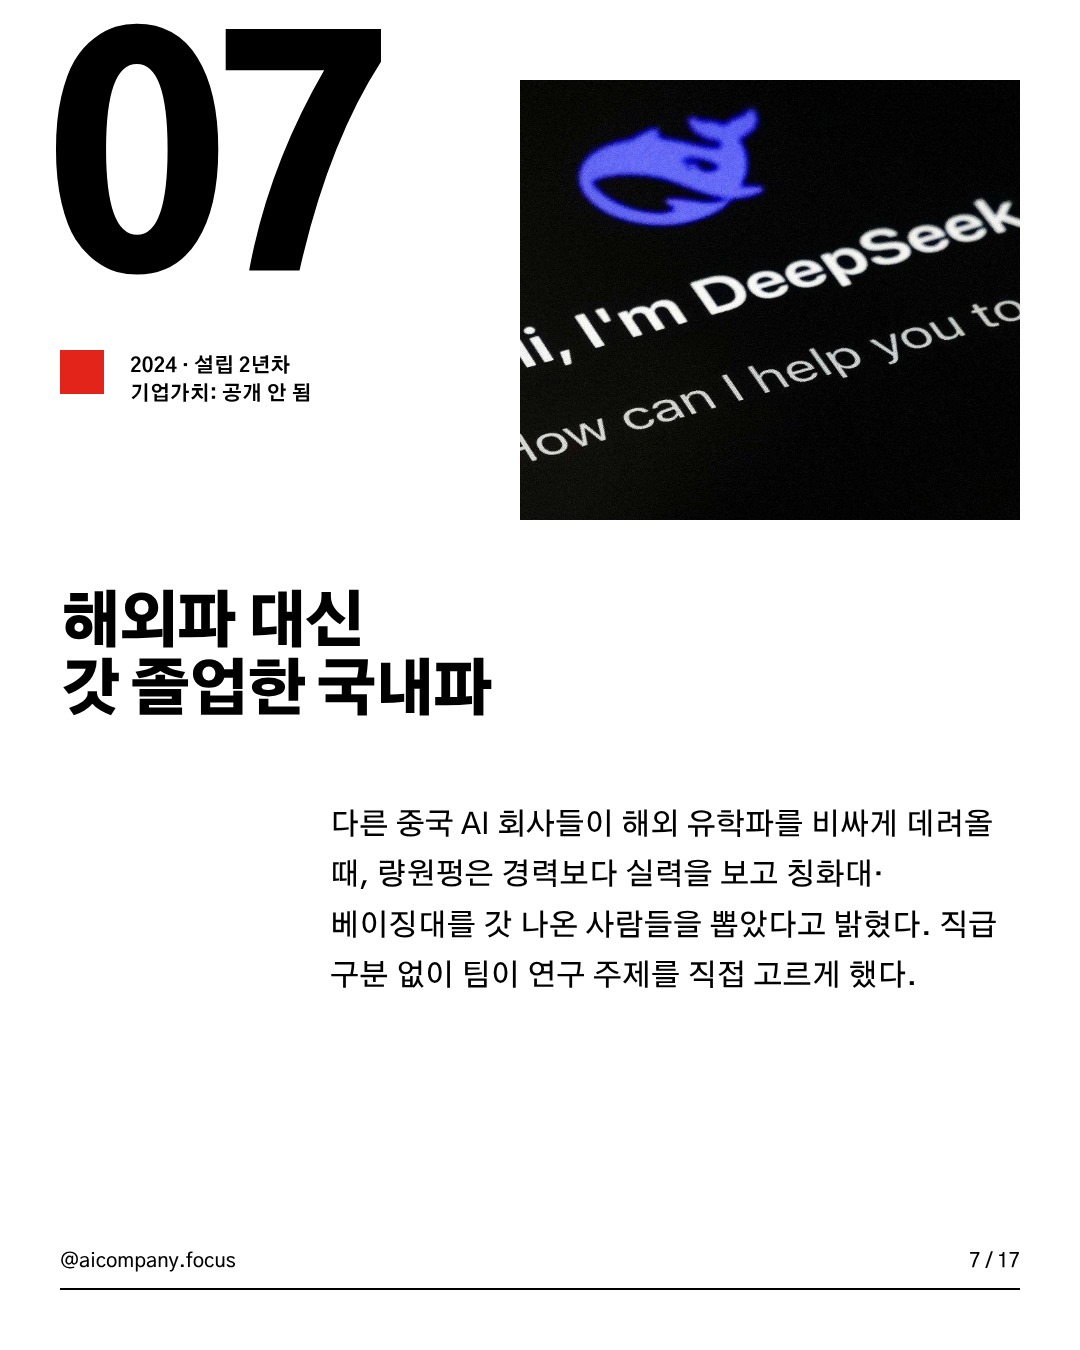 07
2024 · 설립 2년차
기업가치: 공개 안 됨
Hi, I'm DeepSeek
How can I help you to
해외파 대신
갓 졸업한 국내파
다른 중국 AI 회사들이 해외 유학파를 비싸게 데려올
때, 량원펑은 경력보다 실력을 보고 칭화대·
베이징대를 갓 나온 사람들을 뽑았다고 밝혔다. 직급
구분 없이 팀이 연구 주제를 직접 고르게 했다.
@aicompany.focus
7 / 17